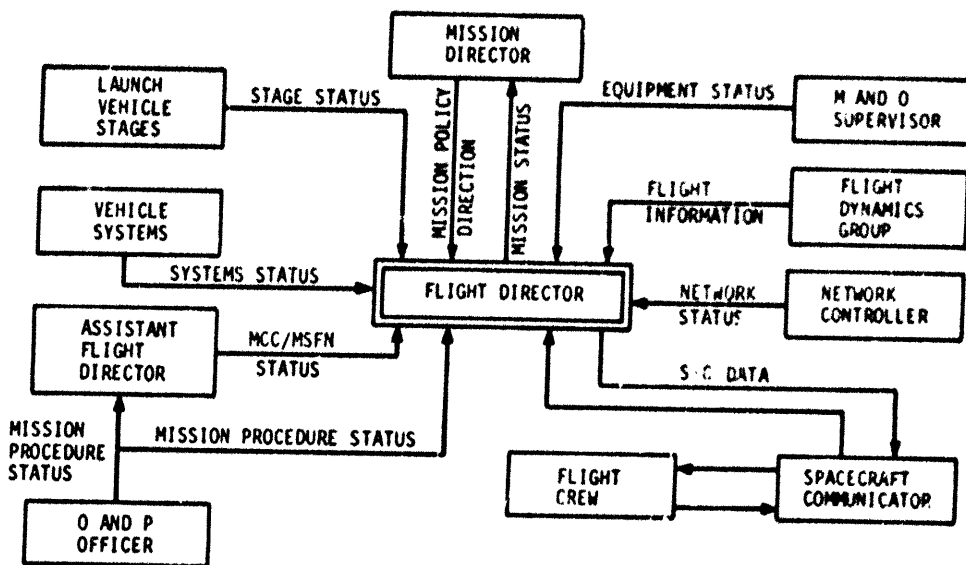 MISSION
DIRECTOR
LAUNCH
VEHICLE
STAGES
STAGE STATUS
MISSION POLICY
DIRECTION
MISSION STATUS
EQUIPMENT STATUS
M AND O
SUPERVISOR
VEHICLE
SYSTEMS
SYSTEMS STATUS
FLIGHT
INFORMATION
FLIGHT
DYNAMICS
GROUP
FLIGHT DIRECTOR
NETWORK
STATUS
NETWORK
CONTROLLER
ASSISTANT
FLIGHT
DIRECTOR
MCC/MSFN
STATUS
S-C DATA
MISSION
PROCEDURE
STATUS
MISSION PROCEDURE STATUS
FLIGHT
CREW
SPACECRAFT
COMMUNICATOR
O AND P
OFFICER